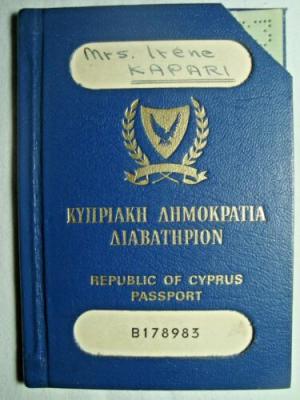 Mrs. Irene
KAPARI
ΚΥΠΡΙΑΚΗ ΔΗΜΟΚΡΑΤΙΑ
ΔΙΑΒΑΤΗΡΙΟΝ
REPUBLIC OF CYPRUS
PASSPORT
B178983